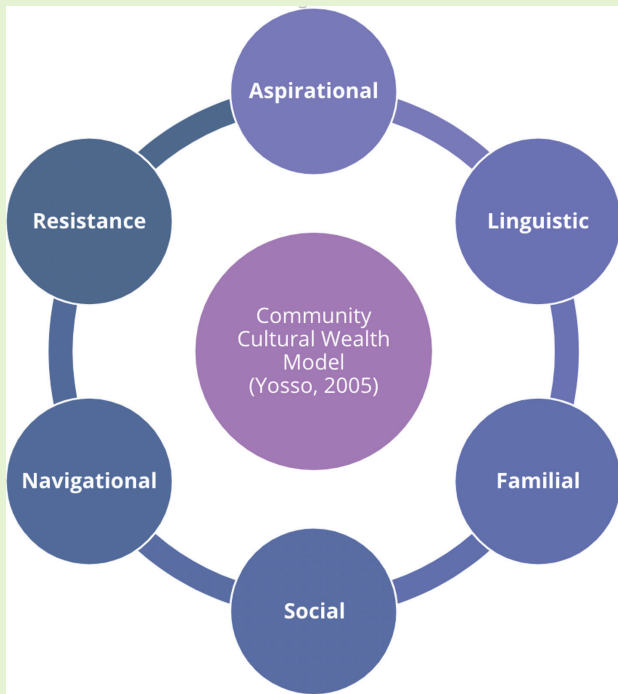 Aspirational
Linguistic
Familial
Social
Navigational
Resistance
Community
Cultural Wealth
Model
(Yosso, 2005)